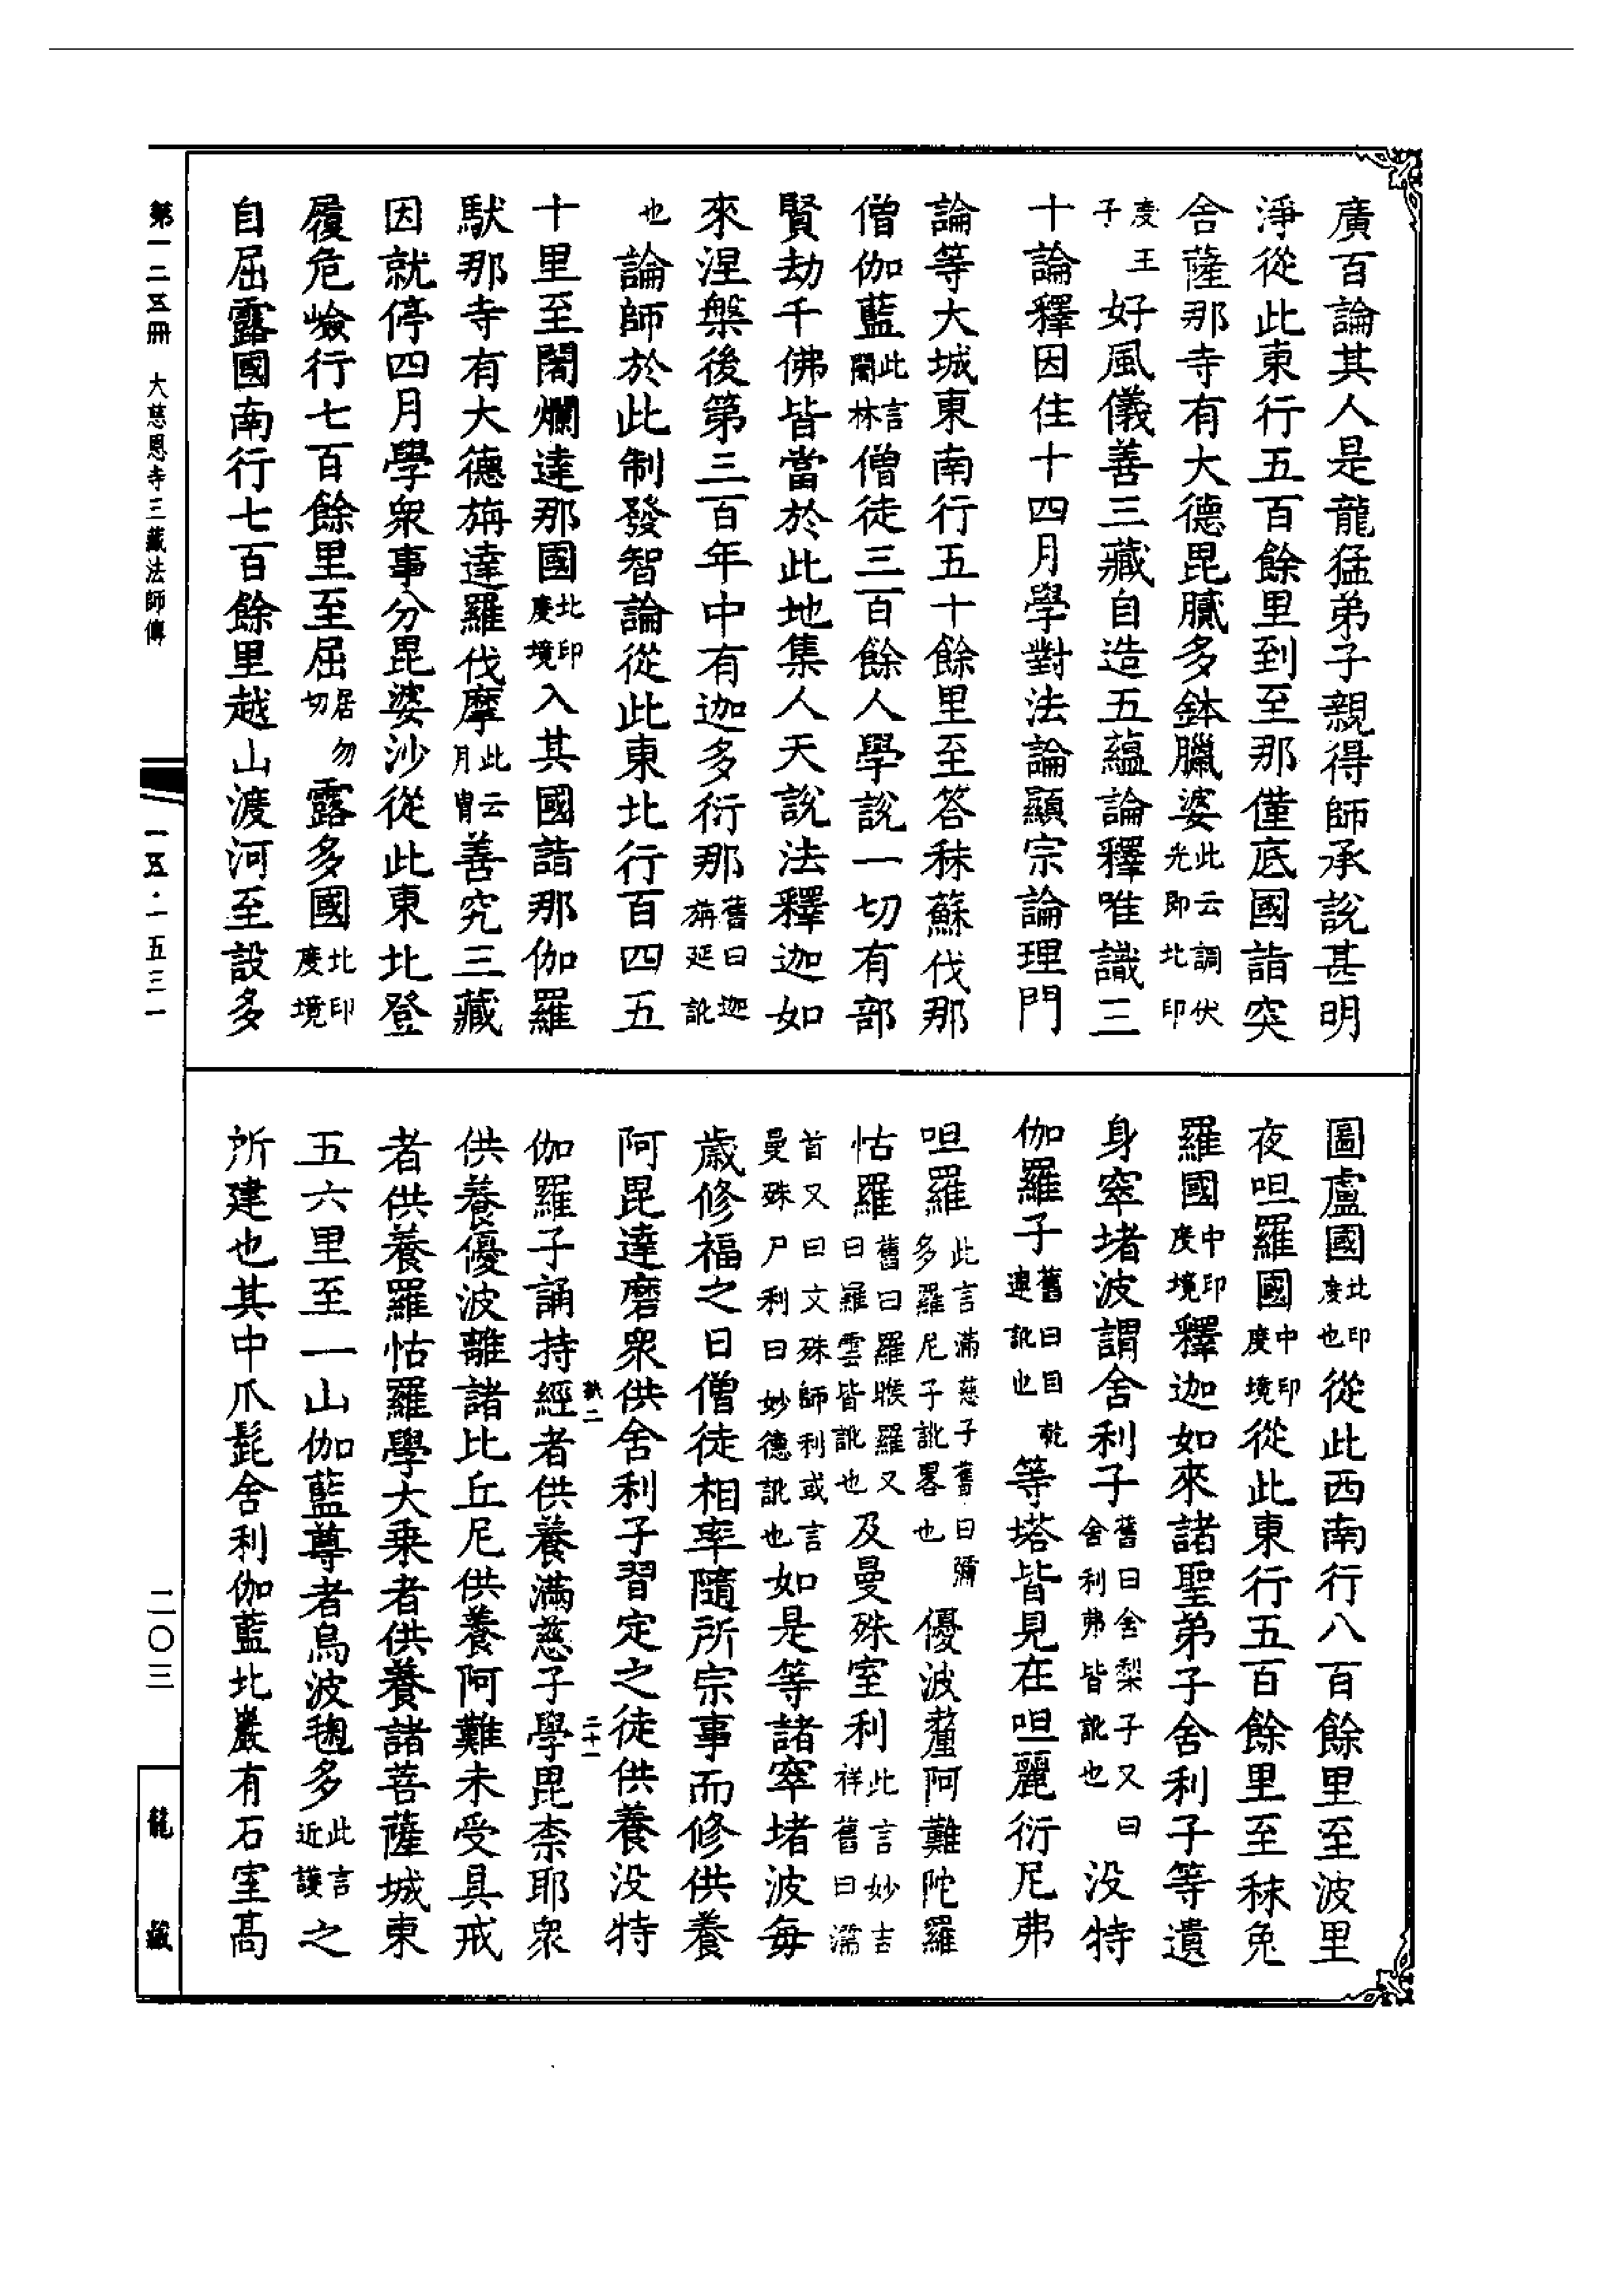 廣百論其人是龍猛弟子親得師承說甚明
淨從此東行五百餘里到至那僅底國詣突
舍薩那寺有大德毘膩多鉢臘婆此云調伏光即北印
度王子好風儀善三藏自造五蘊論釋唯識三
十論釋因住十四月學對法論顯宗論理門
論等大城東南行五十餘里至答秣蘇伐那
僧伽藍此言闇林僧徒三百餘人學說一切有部
賢劫千佛皆當於此地集人天說法釋迦如
來涅槃後第三百年中有迦多衍那舊曰迦旃延訛
也論師於此制發智論從此東北行百四五
十里至闍爛達那國北印度境入其國詣那伽羅
馱那寺有大德旃達羅伐摩此云月胄善究三藏
因就停四月學衆事分毘婆沙從此東北登
履危嶮行七百餘里至屈居勿切露多國北印度境
自屈露國南行七百餘里越山渡河至設多
圖盧國北印度也從此西南行八百餘里至波里
夜呾羅國中印度境從此東行五百餘里至秣兔
羅國中印度境釋迦如來諸聖弟子舍利子等遺
身窣堵波謂舍利子舊曰舍梨子又曰舍利弗皆訛也没特
伽羅子舊曰目乾連訛也等塔皆見在呾麗衍尼弗
呾羅此言滿慈子舊曰彌多羅尼子訛畧也優波釐阿難陀羅
怙羅舊曰羅睺羅又曰羅雲皆訛也及曼殊室利此言妙吉祥舊曰濡
首又曰文殊師利或言曼殊尸利曰妙德訛也如是等諸窣堵波每
歲修福之日僧徒相率隨所宗事而修供養
阿毘達磨衆供舍利子習定之徒供養没特
伽羅子誦持經者供養滿慈子學毘柰耶衆
供養優波離諸比丘尼供養阿難未受具戒
者供養羅怙羅學大乗者供養諸菩薩城東
五六里至一山伽藍尊者烏波毱多此言近護之
所建也其中爪髭舍利伽藍北巖有石室高
第一二五冊 大慈恩寺三藏法師傳
一五·一五三一
二〇三
龍藏
二十一